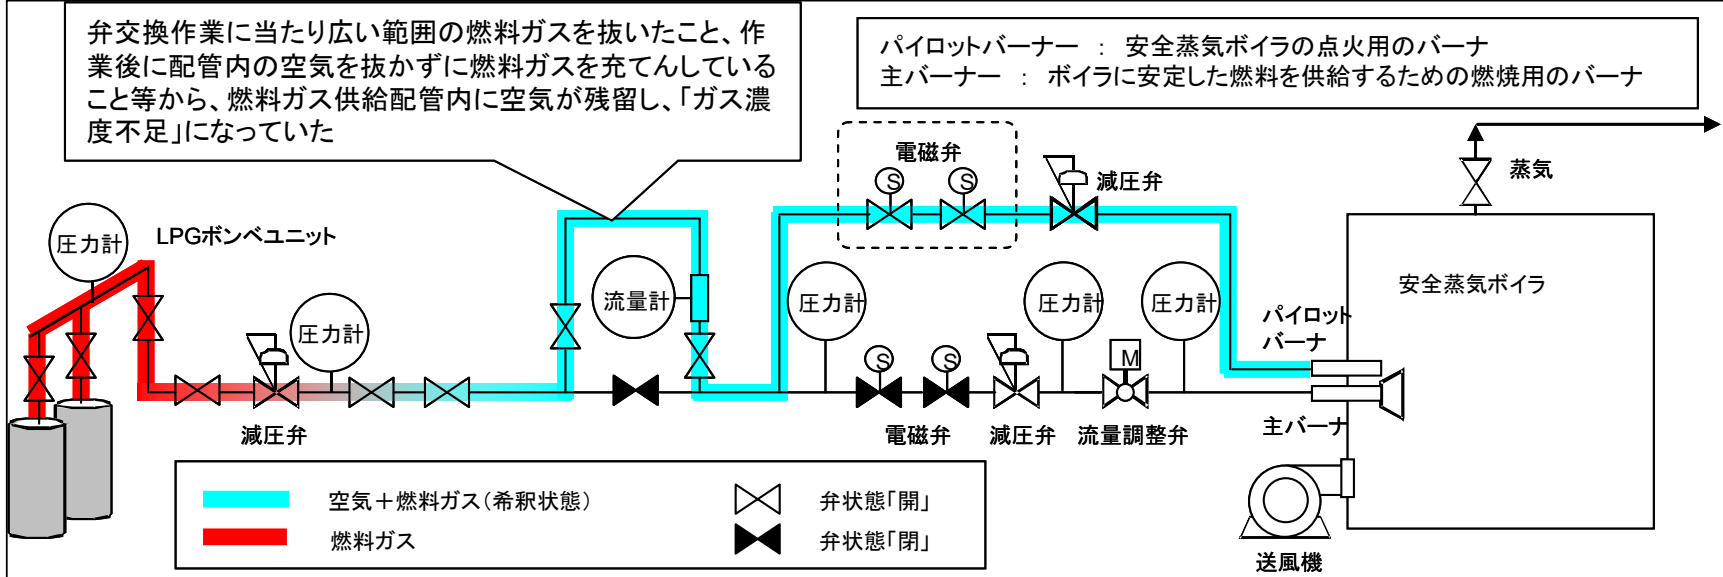 弁交換作業に当たり広い範囲の燃料ガスを抜いたこと、作
業後に配管内の空気を抜かずに燃料ガスを充てんしている
こと等から、燃料ガス供給配管内に空気が残留し、「ガス濃
度不足」になっていた
パイロットバーナー ： 安全蒸気ボイラの点火用のバーナ
主バーナー ： ボイラに安定した燃料を供給するための燃焼用のバーナ
電磁弁
S
S
減圧弁
蒸気
圧力計
LPGボンベユニット
流量計
圧力計
圧力計
圧力計
圧力計
安全蒸気ボイラ
パイロット
バーナ
S
S
M
減圧弁
電磁弁
減圧弁
流量調整弁
主バーナ
空気＋燃料ガス（希釈状態）
弁状態「開」
燃料ガス
弁状態「閉」
送風機